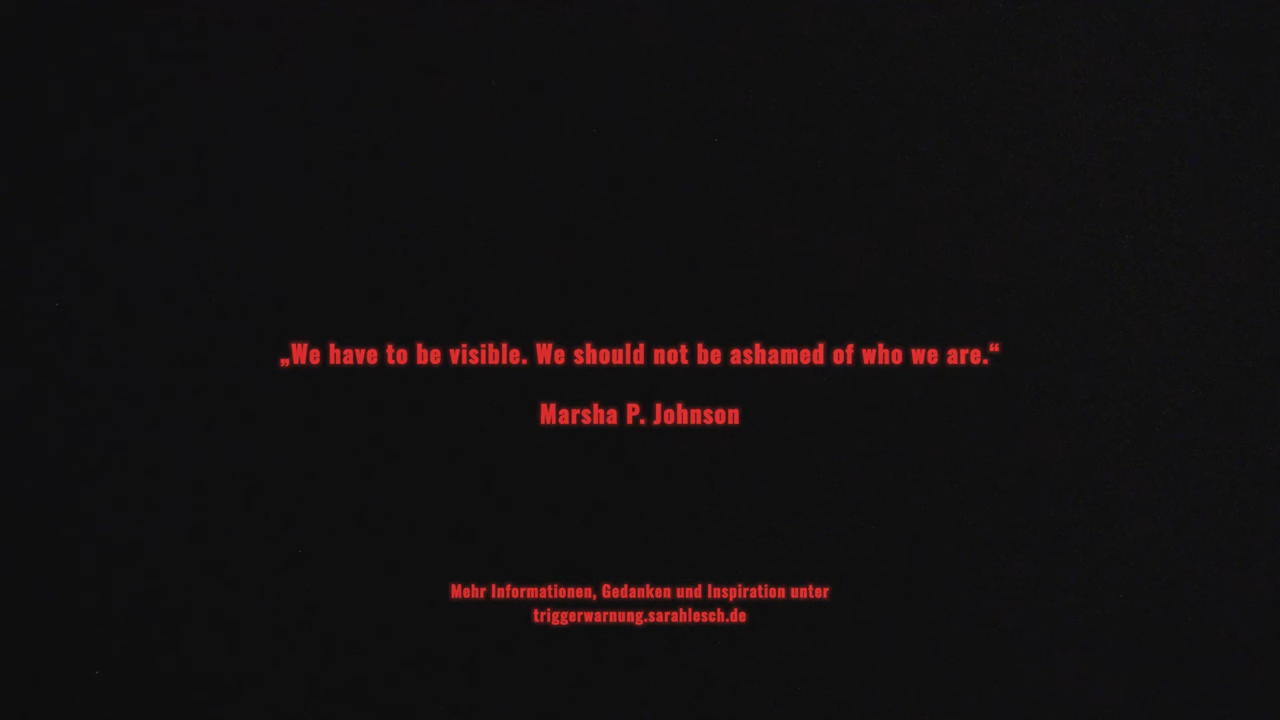 „We have to be visible. We should not be ashamed of who we are.“
Marsha P. Johnson
Mehr Informationen, Gedanken und Inspiration unter
triggerwarnung.sarahlesch.de